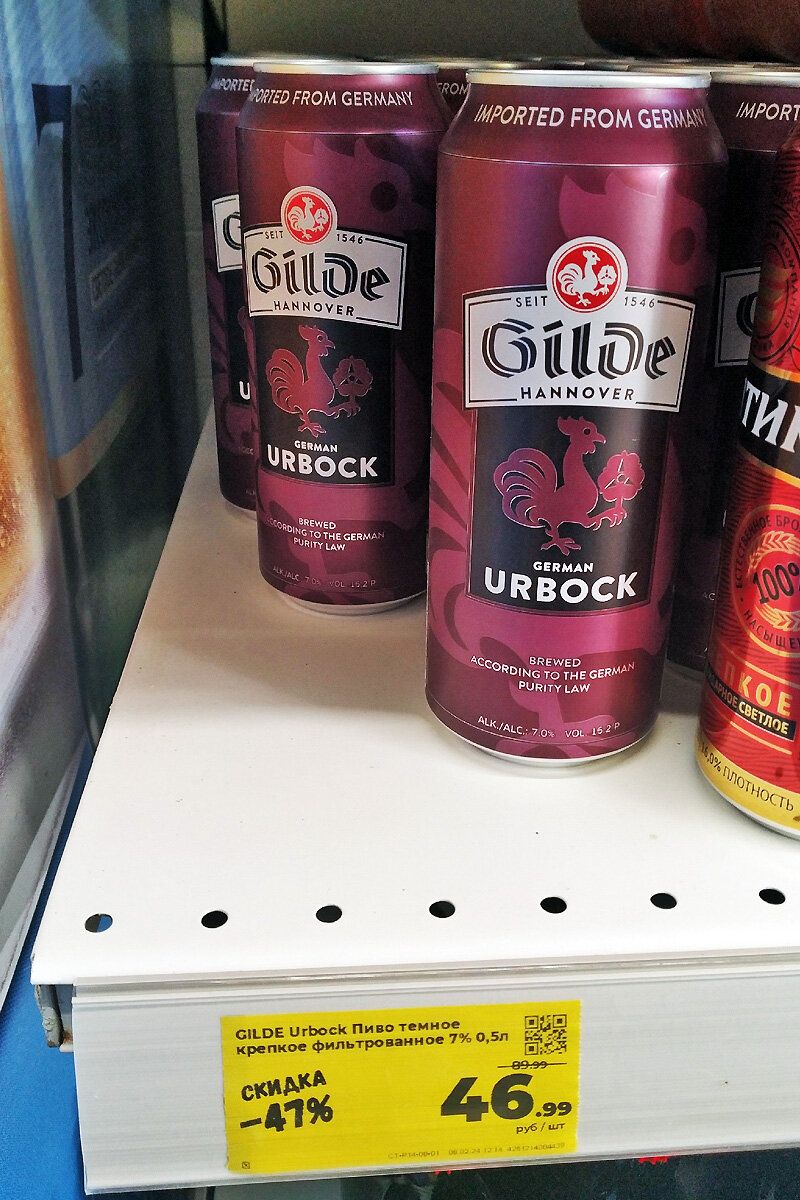 IMPORTED FROM GERMANY
SEIT 1546
Gilde
HANNOVER
GERMAN
URBOCK
BREWED
ACCORDING TO THE GERMAN
PURITY LAW
ALK./ALC.: 7.0% VOL 16.2°P
IMPORTED FROM GERMANY
SEIT 1546
Gilde
HANNOVER
GERMAN
URBOCK
BREWED
ACCORDING TO THE GERMAN
PURITY LAW
ALK./ALC.: 7.0% VOL 16.2°P
100%
ПЛОТНОСТЬ
GILDE Urbock Пиво темное
крепкое фильтрованное 7% 0,5л
89.99
СКИДКА
-47%
46.99
руб / шт